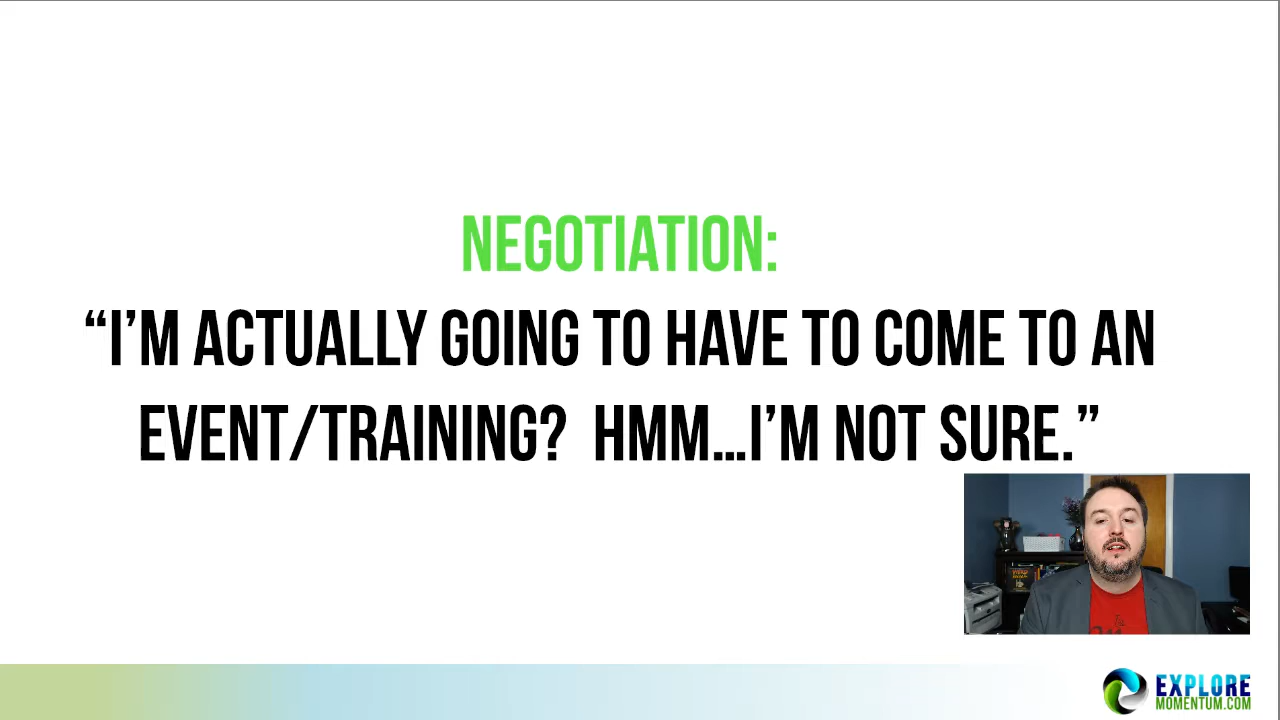 NEGOTIATION:
“I’M ACTUALLY GOING TO HAVE TO COME TO AN
EVENT/TRAINING?  HMM…I’M NOT SURE.”
EXPLORE
MOMENTUM.COM